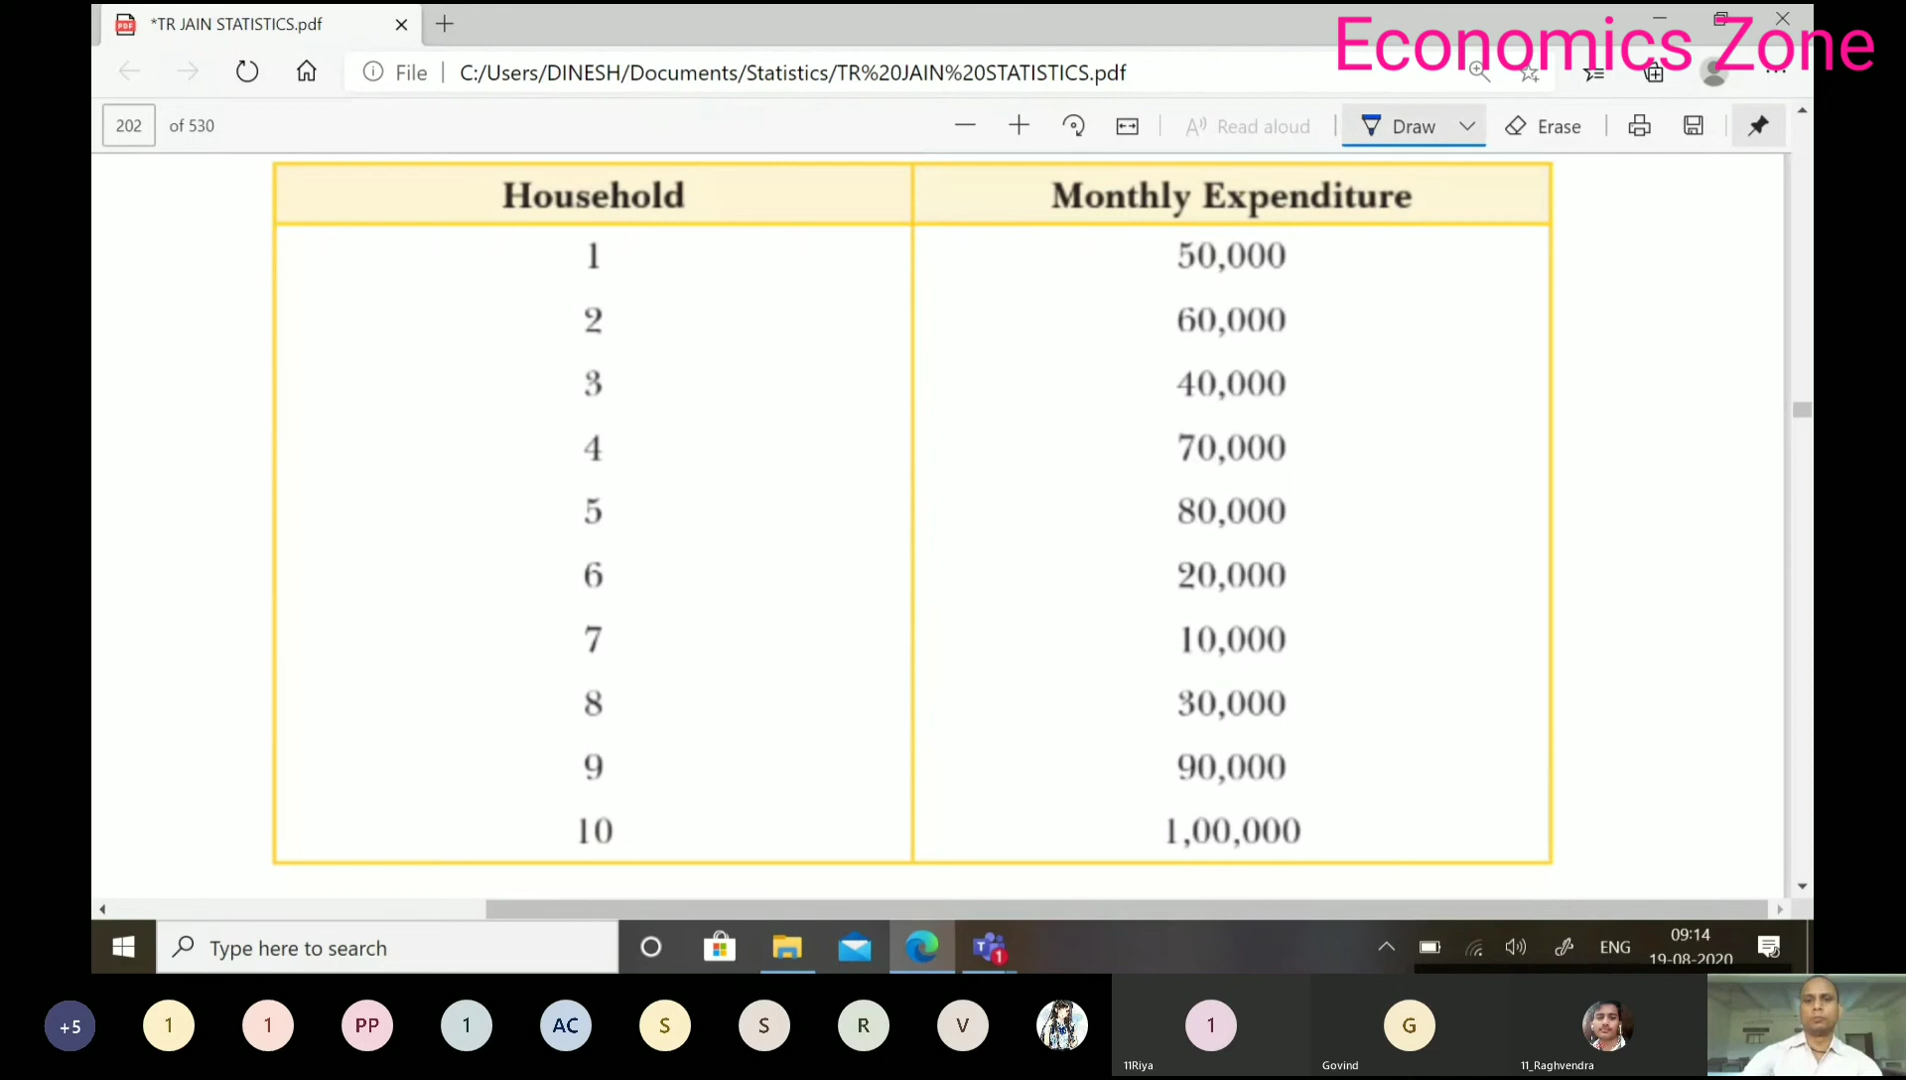 *TR JAIN STATISTICS.pdf
Economics Zone
File C:/Users/DINESH/Documents/Statistics/TR%20JAIN%20STATISTICS.pdf
202 of 530 Read aloud Draw Erase
Household Monthly Expenditure
1 50,000
2 60,000
3 40,000
4 70,000
5 80,000
6 20,000
7 10,000
8 30,000
9 90,000
10 1,00,000
Type here to search
1
ENG
09:14
19-08-2020
+5 1 1 PP 1 AC S S R V 1 G
11Riya Govind 11_Raghvendra